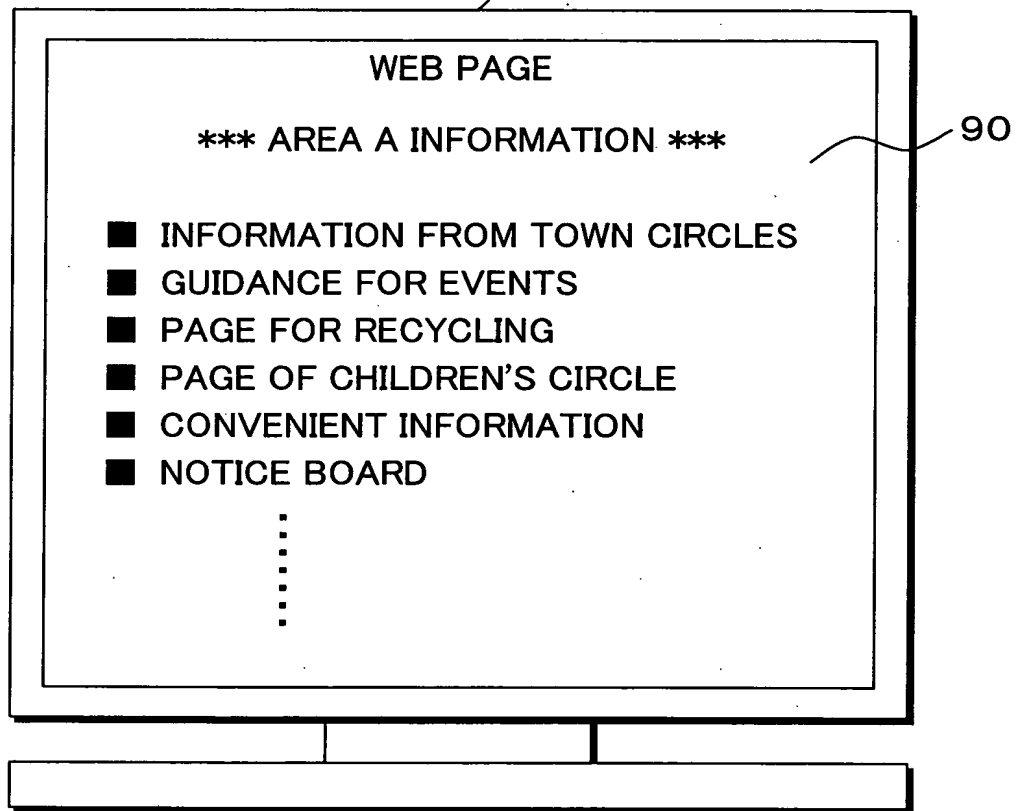 WEB PAGE
*** AREA A INFORMATION ***
90
■ INFORMATION FROM TOWN CIRCLES
■ GUIDANCE FOR EVENTS
■ PAGE FOR RECYCLING
■ PAGE OF CHILDREN'S CIRCLE
■ CONVENIENT INFORMATION
■ NOTICE BOARD